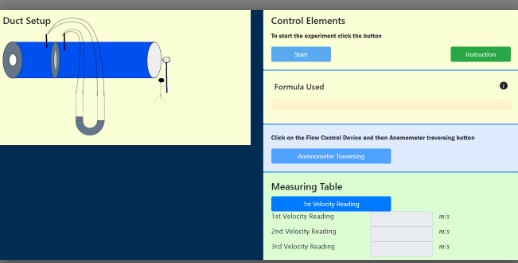 Duct Setup
Control Elements
To start the experiment click the button
Start
Instruction
Formula Used
Click on the Flow Control Device and then Anemometer traversing button
Anemometer Traversing
Measuring Table
1st Velocity Reading
1st Velocity Reading m/s
2nd Velocity Reading m/s
3rd Velocity Reading m/s